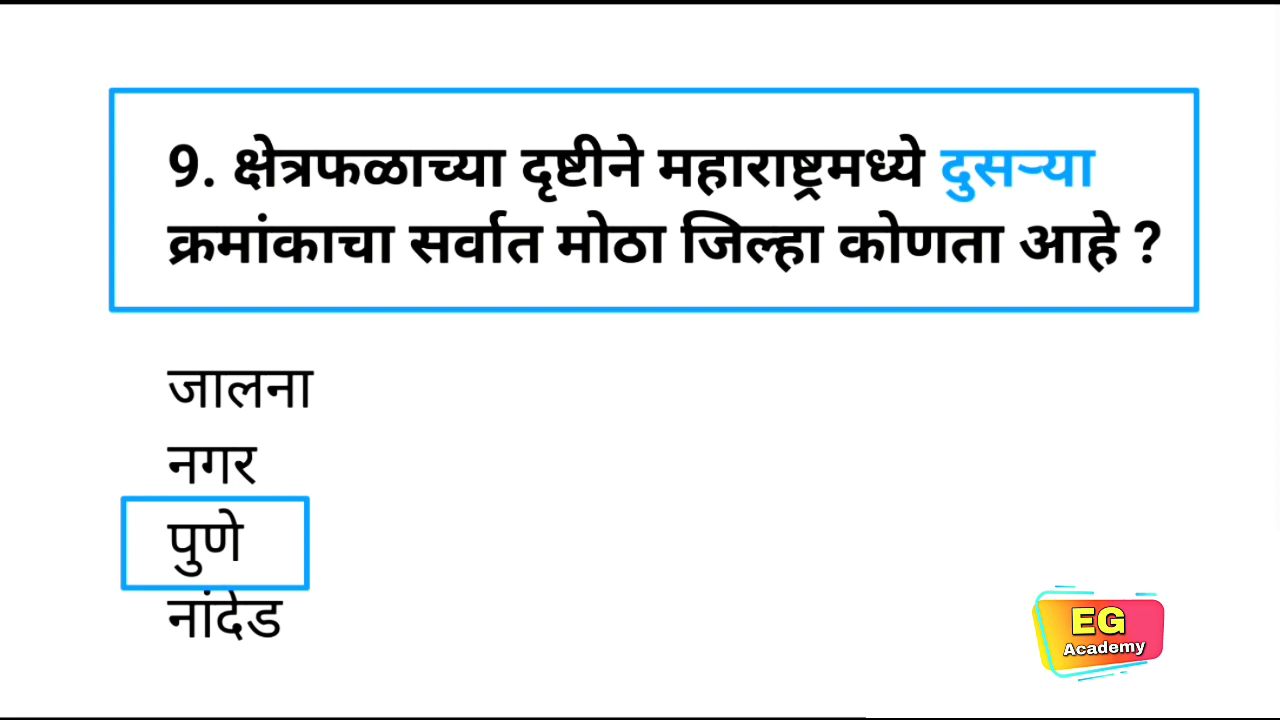 9. क्षेत्रफळाच्या दृष्टीने महाराष्ट्रमध्ये दुसऱ्या
क्रमांकाचा सर्वात मोठा जिल्हा कोणता आहे ?
जालना
नगर
पुणे
नांदेड
EG
Academy